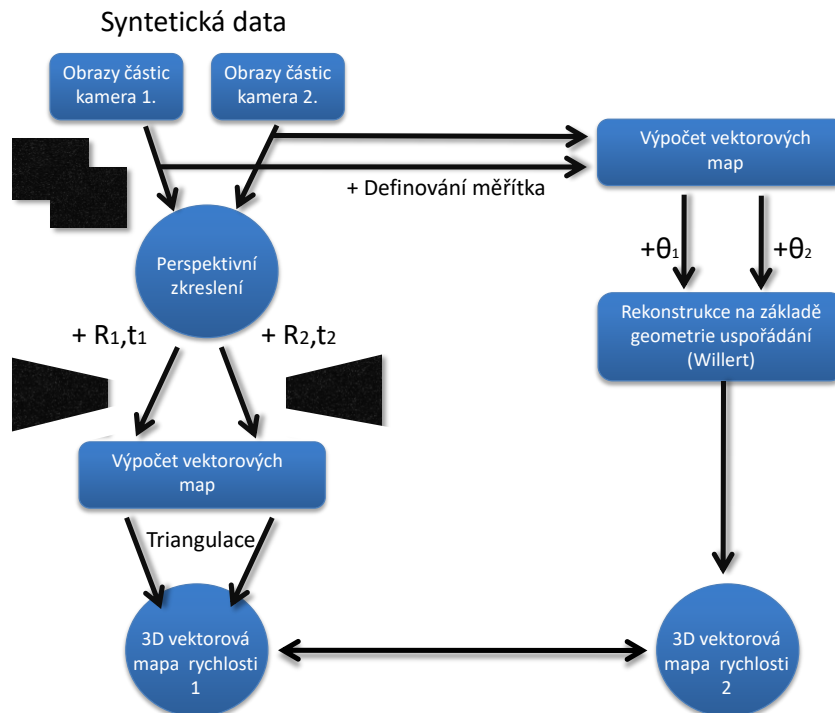 Syntetická data
Obrazy částic
kamera 1.
Obrazy částic
kamera 2.
Výpočet vektorových
map
+ Definování měřítka
Perspektivní
zkreslení
+θ1
+θ2
Rekonstrukce na základě
geometrie uspořádání
(Willert)
+ R1,t1
+ R2,t2
Výpočet vektorových
map
Triangulace
3D vektorová
mapa rychlosti
1
3D vektorová
mapa rychlosti
2